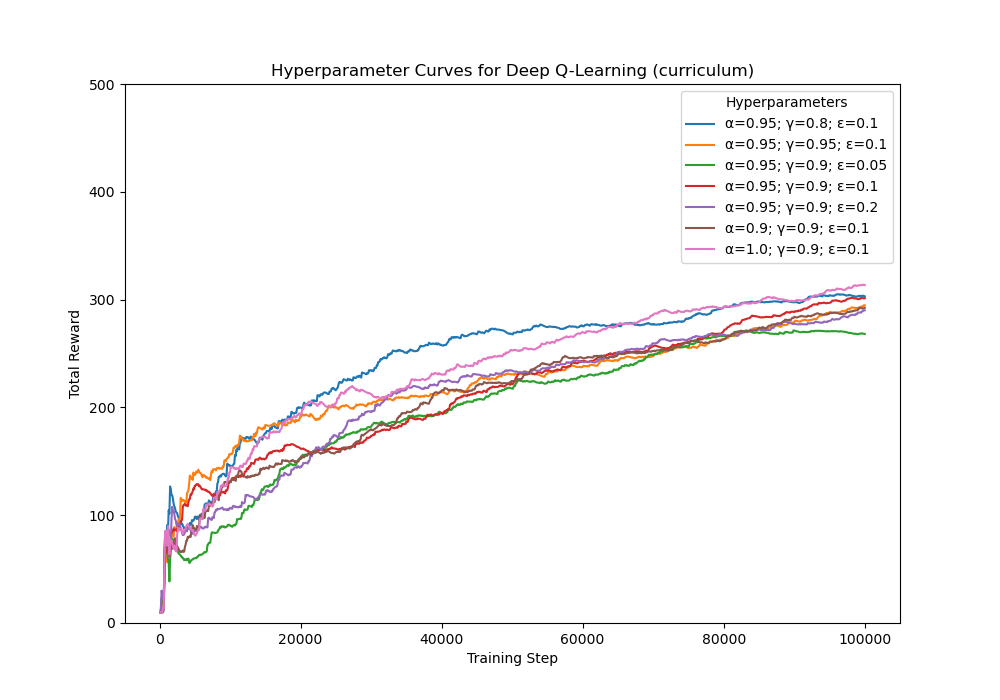 Hyperparameter Curves for Deep Q-Learning (curriculum)
500
400
300
200
100
0
Total Reward
Hyperparameters
α=0.95; γ=0.8; ε=0.1
α=0.95; γ=0.95; ε=0.1
α=0.95; γ=0.9; ε=0.05
α=0.95; γ=0.9; ε=0.1
α=0.95; γ=0.9; ε=0.2
α=0.9; γ=0.9; ε=0.1
α=1.0; γ=0.9; ε=0.1
0 20000 40000 60000 80000 100000
Training Step